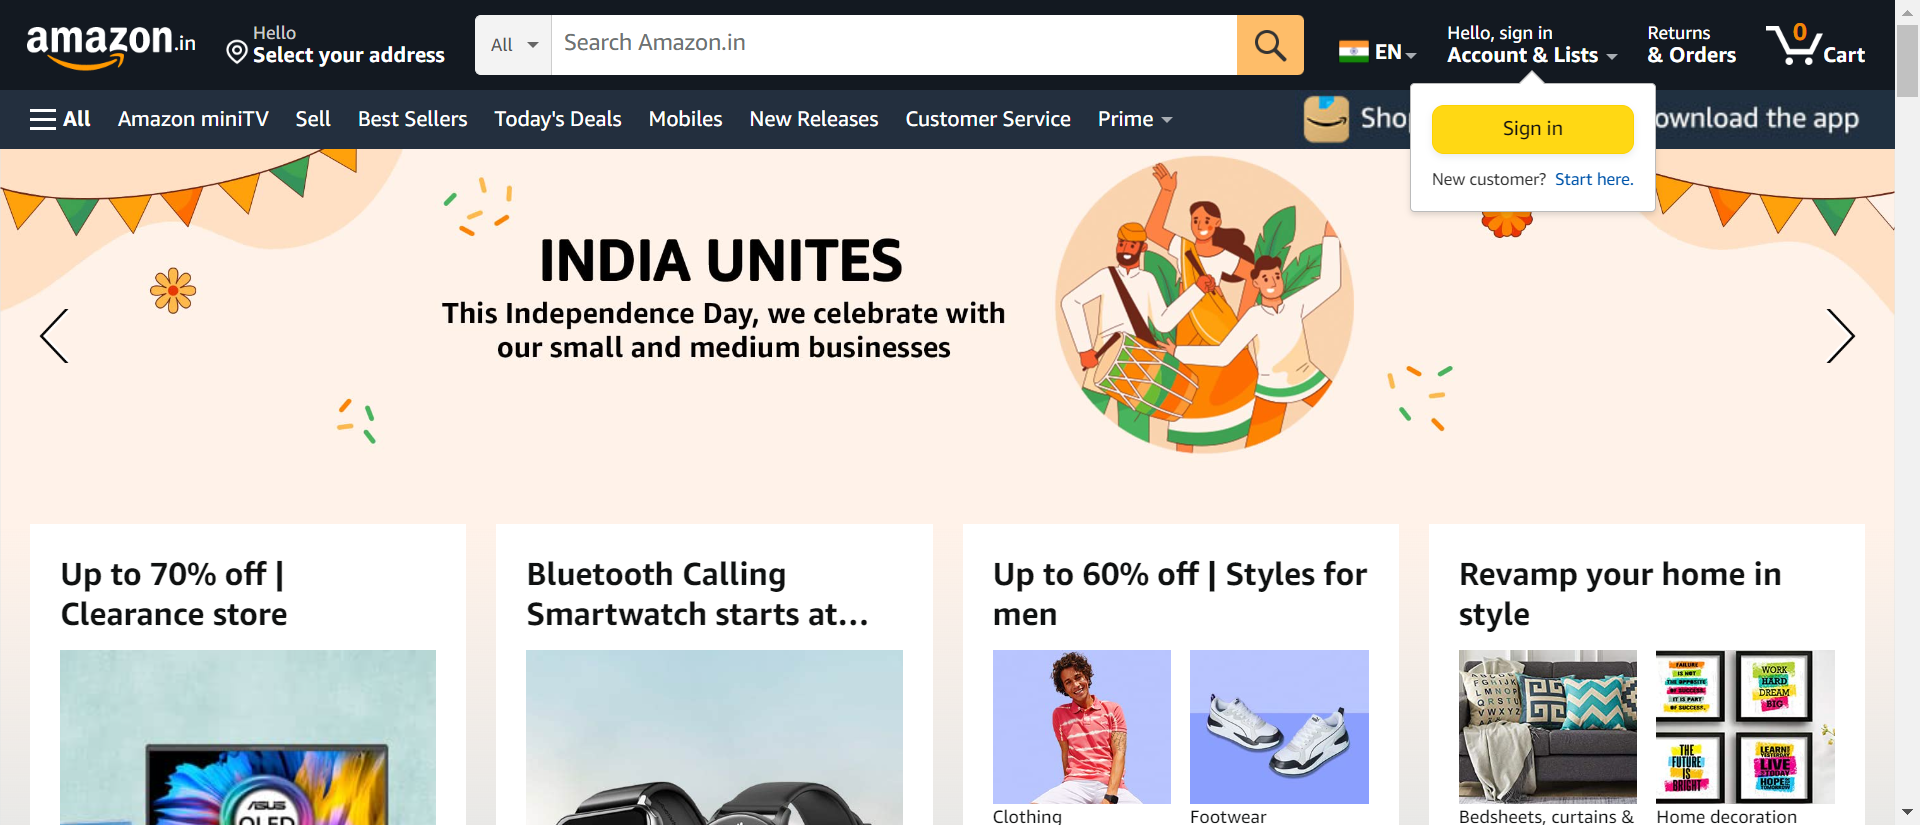 amazon.in
Hello
Select your address
All
Search Amazon.in
EN
Hello, sign in
Account & Lists
Returns
& Orders
0
Cart
All
Amazon miniTV
Sell
Best Sellers
Today's Deals
Mobiles
New Releases
Customer Service
Prime
Sho
ownload the app
Sign in
New customer? Start here.
INDIA UNITES
This Independence Day, we celebrate with
our small and medium businesses
Up to 70% off |
Clearance store
ASUS
OLED
Bluetooth Calling
Smartwatch starts at...
Up to 60% off | Styles for
men
Clothing
Footwear
Revamp your home in
style
FAILURE
IS NOT
THE OPPOSITE
OF SUCCESS.
IT IS PART
OF SUCCESS.
WORK
HARD
DREAM
BIG
THE
FUTURE
IS
BRIGHT
LEARN
YESTERDAY
LIVE
TODAY
HOPE
TOMORROW
Bedsheets, curtains &
Home decoration